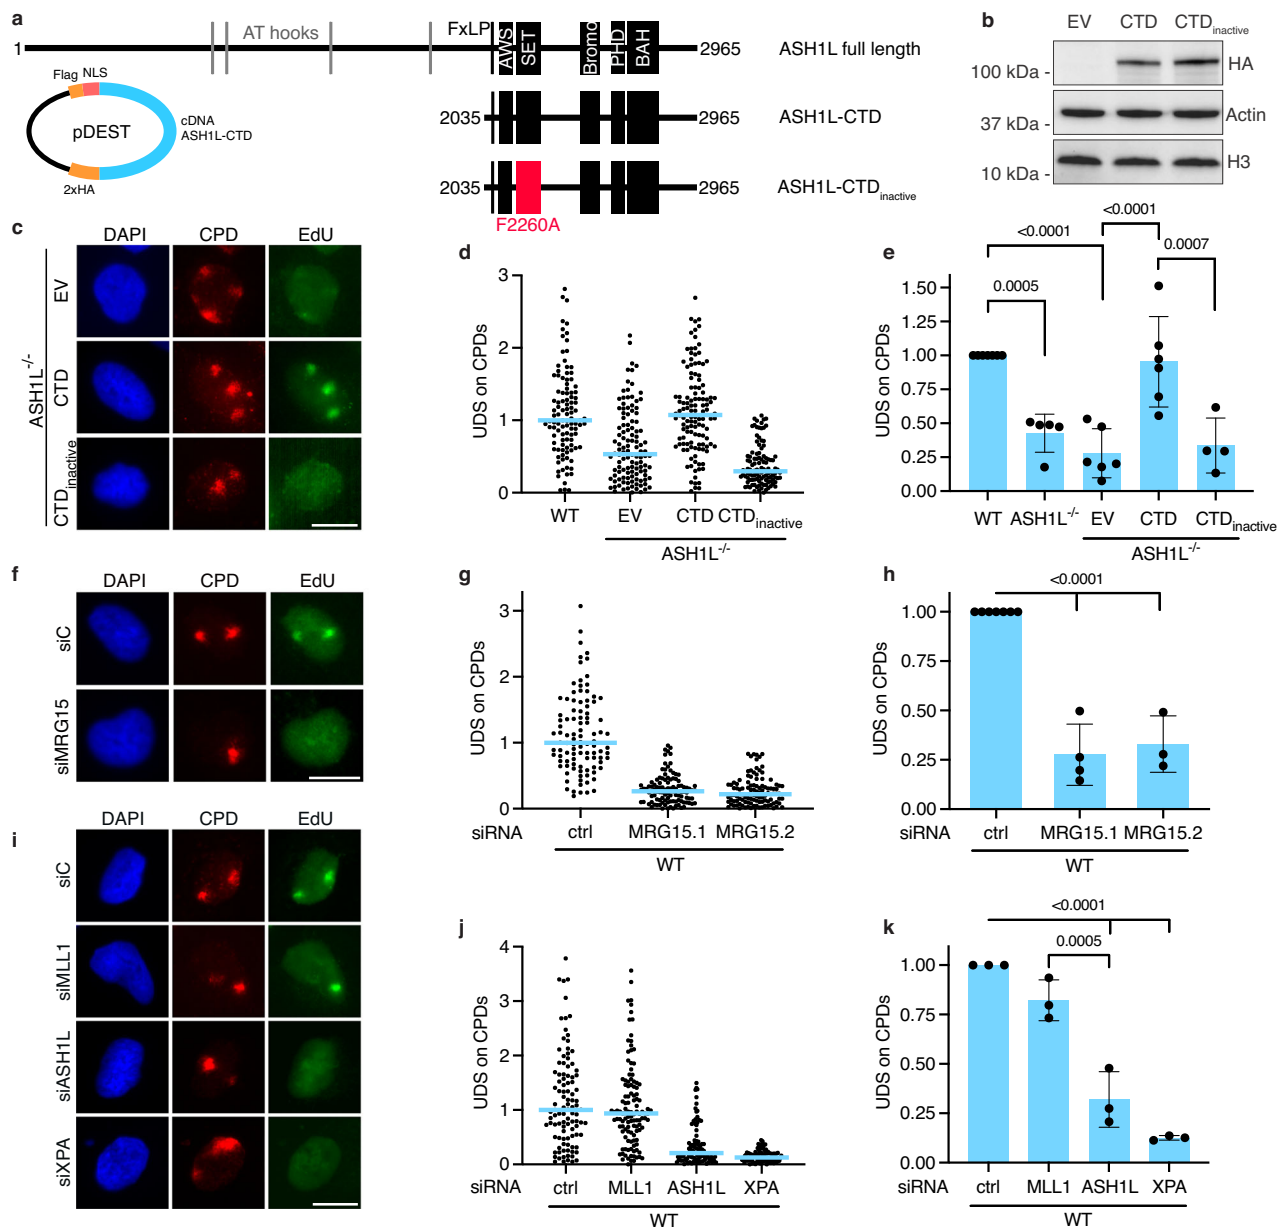 a
1
AT hooks
FxLP
AWS
SET
Bromo
PHD
BAH
2965
ASH1L full length
Flag
NLS
pDEST
cDNA
ASH1L-CTD
2xHA
2035
2965
ASH1L-CTD
2035
2965
ASH1L-CTDinactive
F2260A
b
EV
CTD
CTDinactive
100 kDa -
HA
37 kDa -
Actin
10 kDa -
H3
c
DAPI
CPD
EdU
ASH1L-/-
EV
CTD
CTDinactive
d
UDS on CPDs
3
2
1
0
WT
EV
CTD
CTDinactive
ASH1L-/-
e
UDS on CPDs
<0.0001
<0.0001
0.0007
0.0005
1.50
1.25
1.00
0.75
0.50
0.25
0.00
WT
ASH1L-/-
EV
CTD
CTDinactive
ASH1L-/-
f
DAPI
CPD
EdU
siC
siMRG15
g
UDS on CPDs
3
2
1
0
siRNA
ctrl
MRG15.1
MRG15.2
WT
h
UDS on CPDs
<0.0001
1.00
0.75
0.50
0.25
0.00
siRNA
ctrl
MRG15.1
MRG15.2
WT
i
DAPI
CPD
EdU
siC
siMLL1
siASH1L
siXPA
j
UDS on CPDs
4
3
2
1
0
siRNA
ctrl
MLL1
ASH1L
XPA
WT
k
UDS on CPDs
<0.0001
0.0005
1.00
0.75
0.50
0.25
0.00
siRNA
ctrl
MLL1
ASH1L
XPA
WT